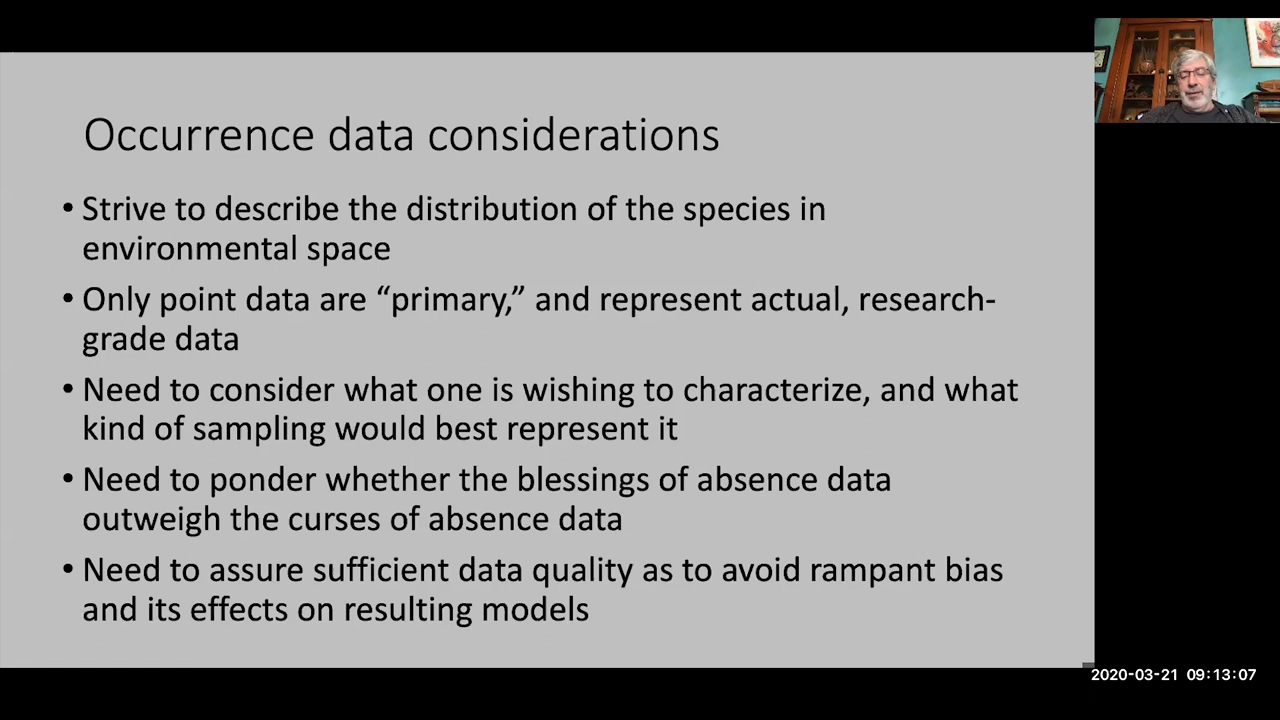 Occurrence data considerations
• Strive to describe the distribution of the species in
environmental space
• Only point data are “primary,” and represent actual, research-
grade data
• Need to consider what one is wishing to characterize, and what
kind of sampling would best represent it
• Need to ponder whether the blessings of absence data
outweigh the curses of absence data
• Need to assure sufficient data quality as to avoid rampant bias
and its effects on resulting models
2020-03-21 09:13:07